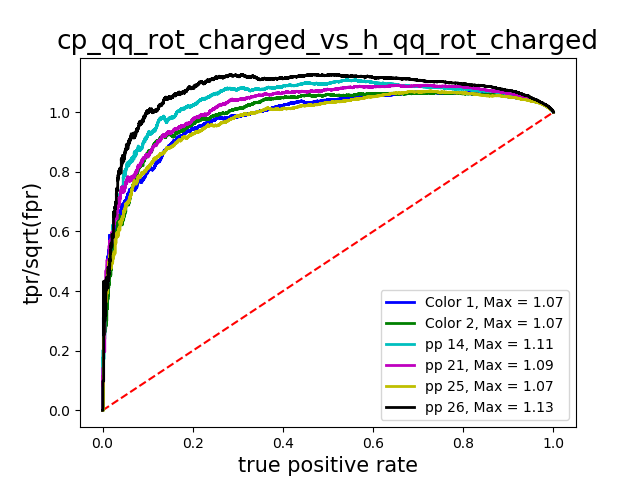 cp_qq_rot_charged_vs_h_qq_rot_charged
tpr/sqrt(fpr)
1.0
0.8
0.6
0.4
0.2
0.0
Color 1, Max = 1.07
Color 2, Max = 1.07
pp 14, Max = 1.11
pp 21, Max = 1.09
pp 25, Max = 1.07
pp 26, Max = 1.13
0.0 0.2 0.4 0.6 0.8 1.0
true positive rate